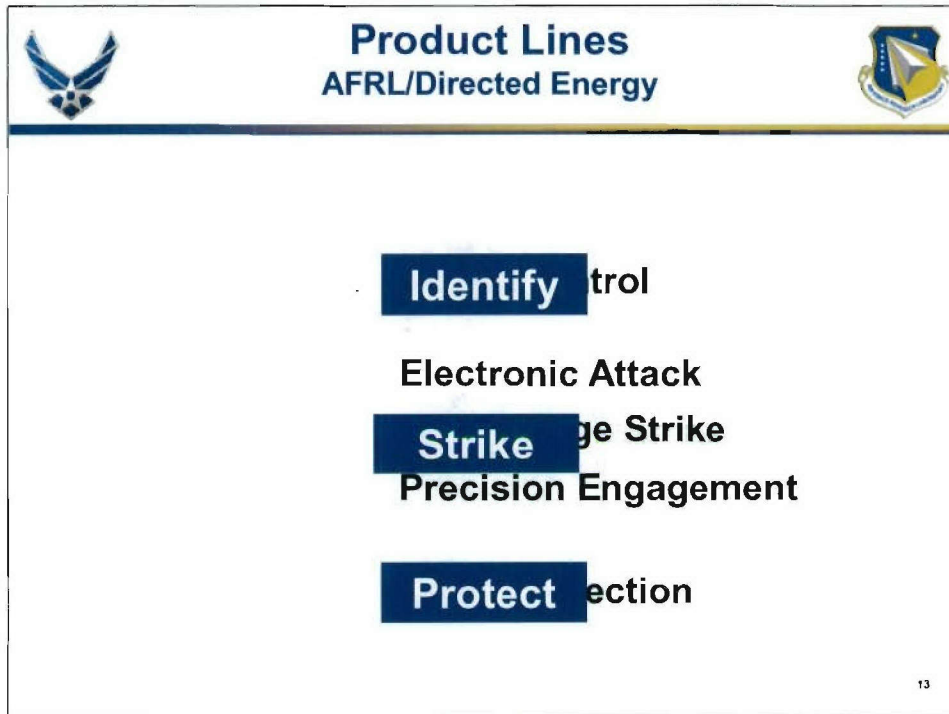 Product Lines
AFRL/Directed Energy
Identify trol
Electronic Attack
Strike ge Strike
Precision Engagement
Protect ection
13